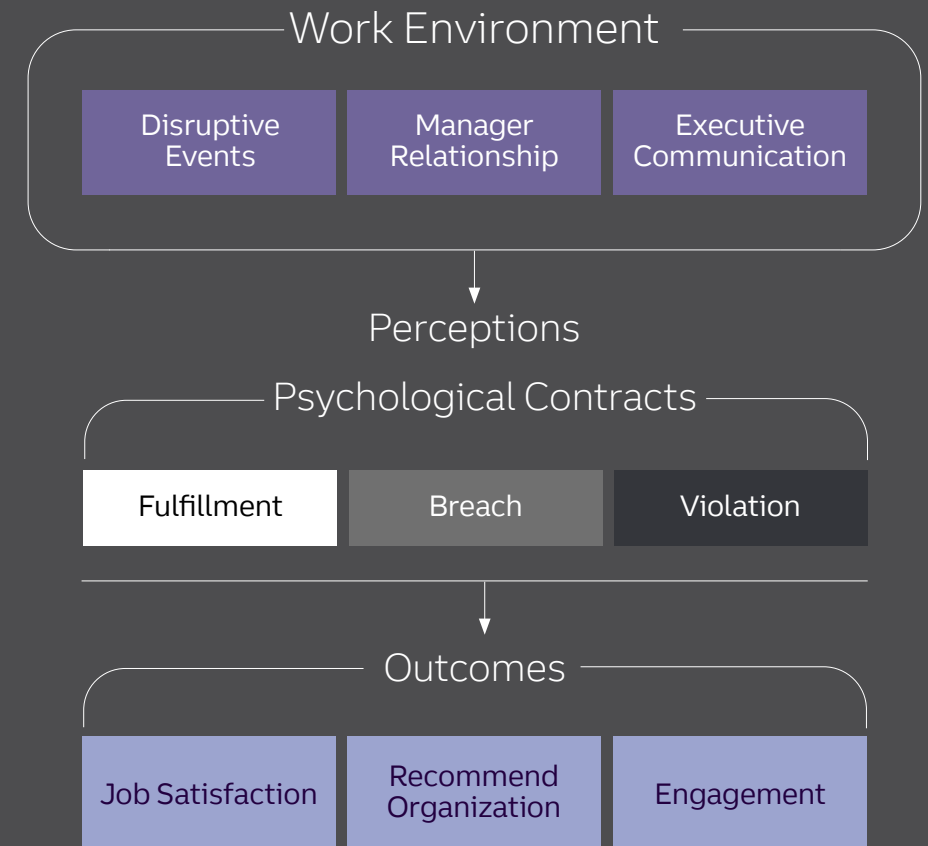 Work Environment
Disruptive
Events
Manager
Relationship
Executive
Communication
Perceptions
Psychological Contracts
Fulfillment
Breach
Violation
Outcomes
Job Satisfaction
Recommend
Organization
Engagement